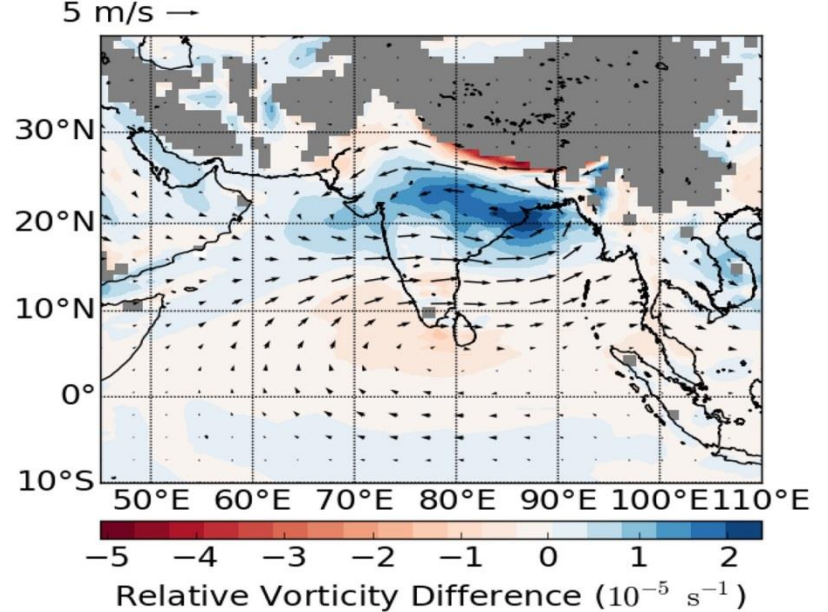 5 m/s
30°N
20°N
10°N
0°
10°S
50°E 60°E 70°E 80°E 90°E 100°E 110°E
−5 −4 −3 −2 −1 0 1 2
Relative Vorticity Difference (10⁻⁵ s⁻¹)